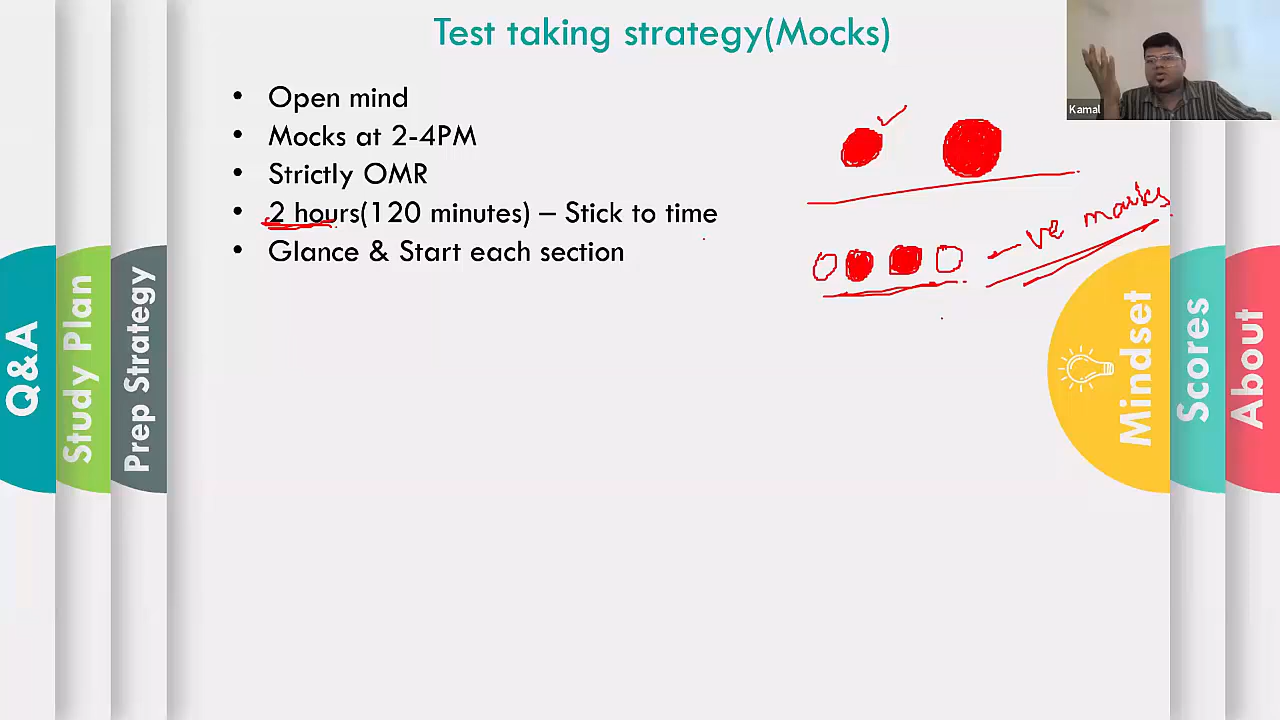 Test taking strategy(Mocks)
• Open mind
• Mocks at 2-4PM
• Strictly OMR
• 2 hours(120 minutes) – Stick to time
• Glance & Start each section
-ve marks
Kamal
Q&A
Study Plan
Prep Strategy
Mindset
Scores
About